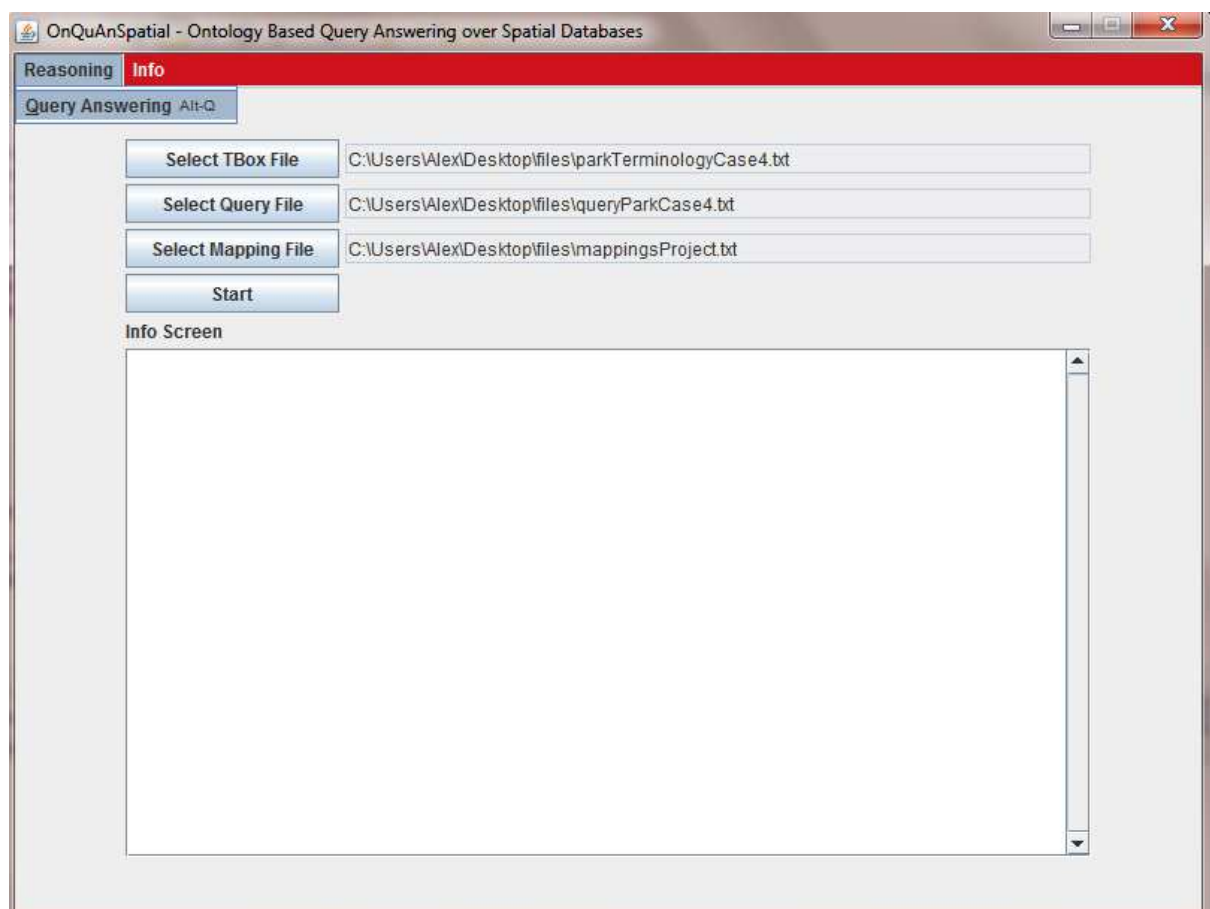 OnQuAnSpatial - Ontology Based Query Answering over Spatial Databases
Reasoning Info
Query Answering Alt-Q
Select TBox File C:\Users\Alex\Desktop\files\parkTerminologyCase4.txt
Select Query File C:\Users\Alex\Desktop\files\queryParkCase4.txt
Select Mapping File C:\Users\Alex\Desktop\files\mappingsProject.txt
Start
Info Screen